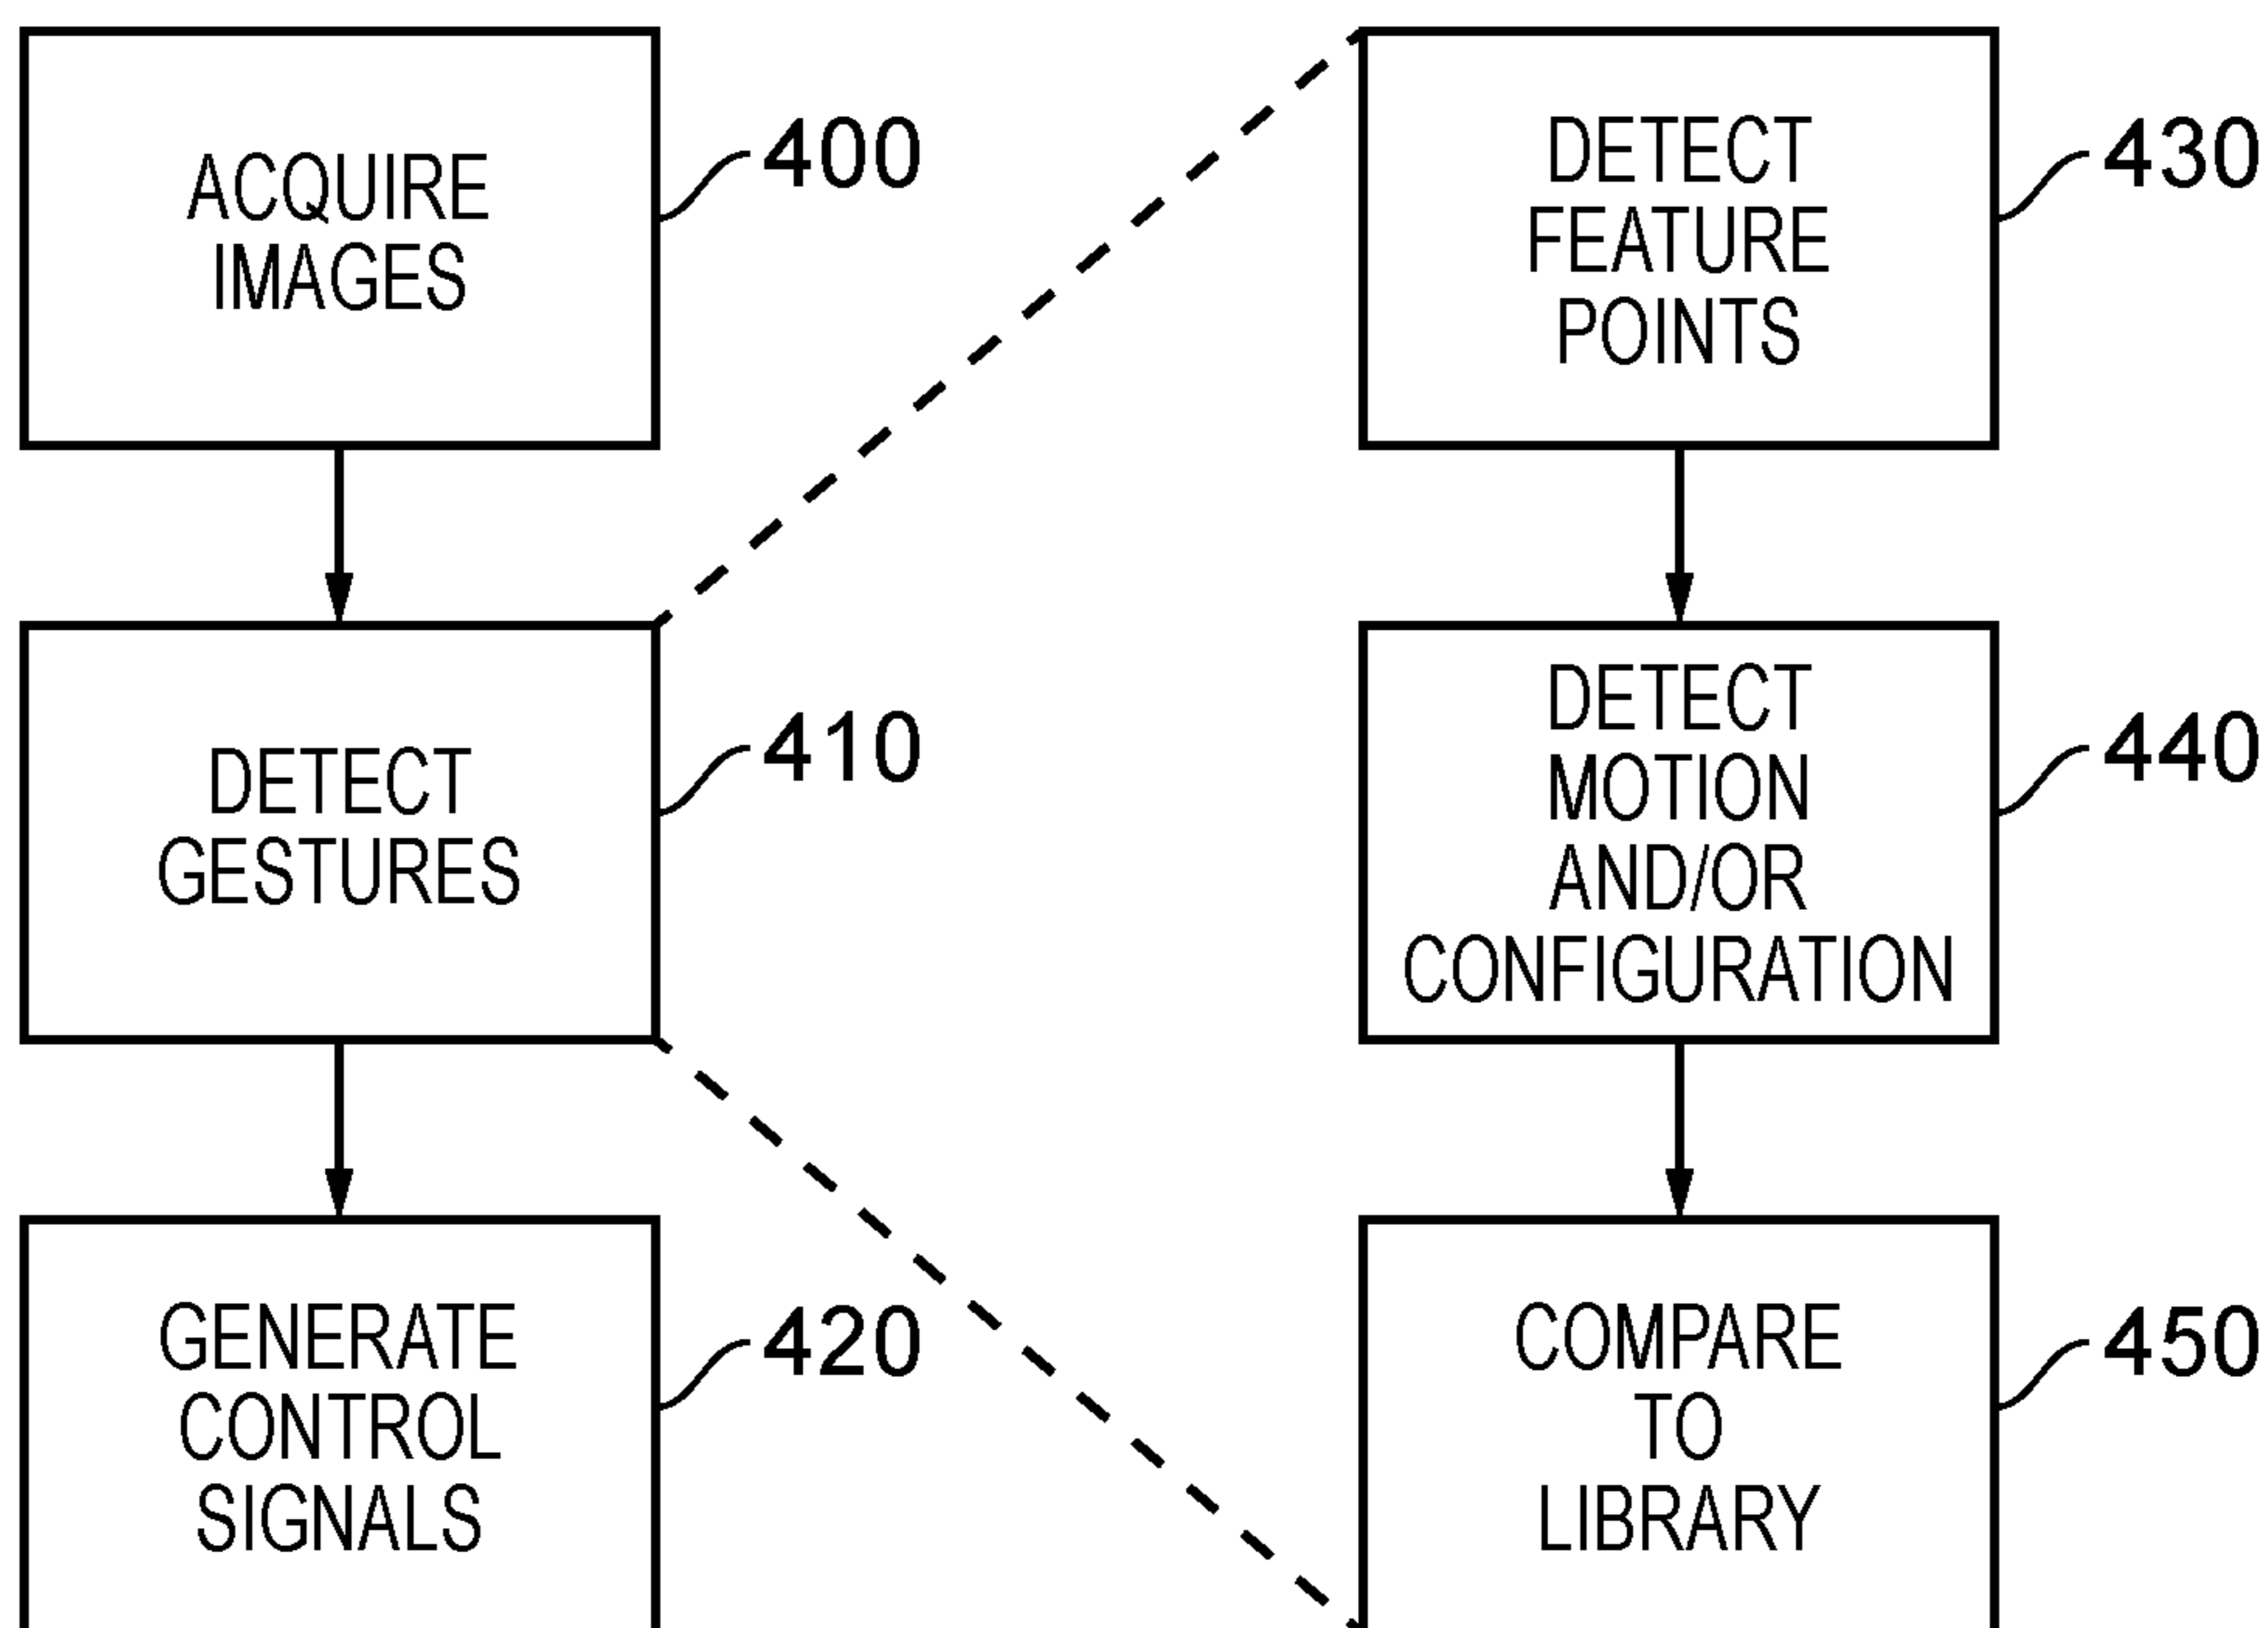 ACQUIRE
IMAGES
400
DETECT
GESTURES
410
GENERATE
CONTROL
SIGNALS
420
DETECT
FEATURE
POINTS
430
DETECT
MOTION
AND/OR
CONFIGURATION
440
COMPARE
TO
LIBRARY
450